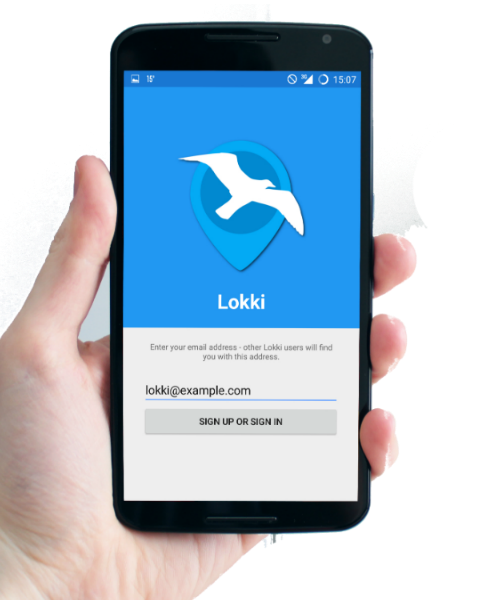 15° 3G 15:07
Lokki
Enter your email address - other Lokki users will find
you with this address.
lokki@example.com
SIGN UP OR SIGN IN